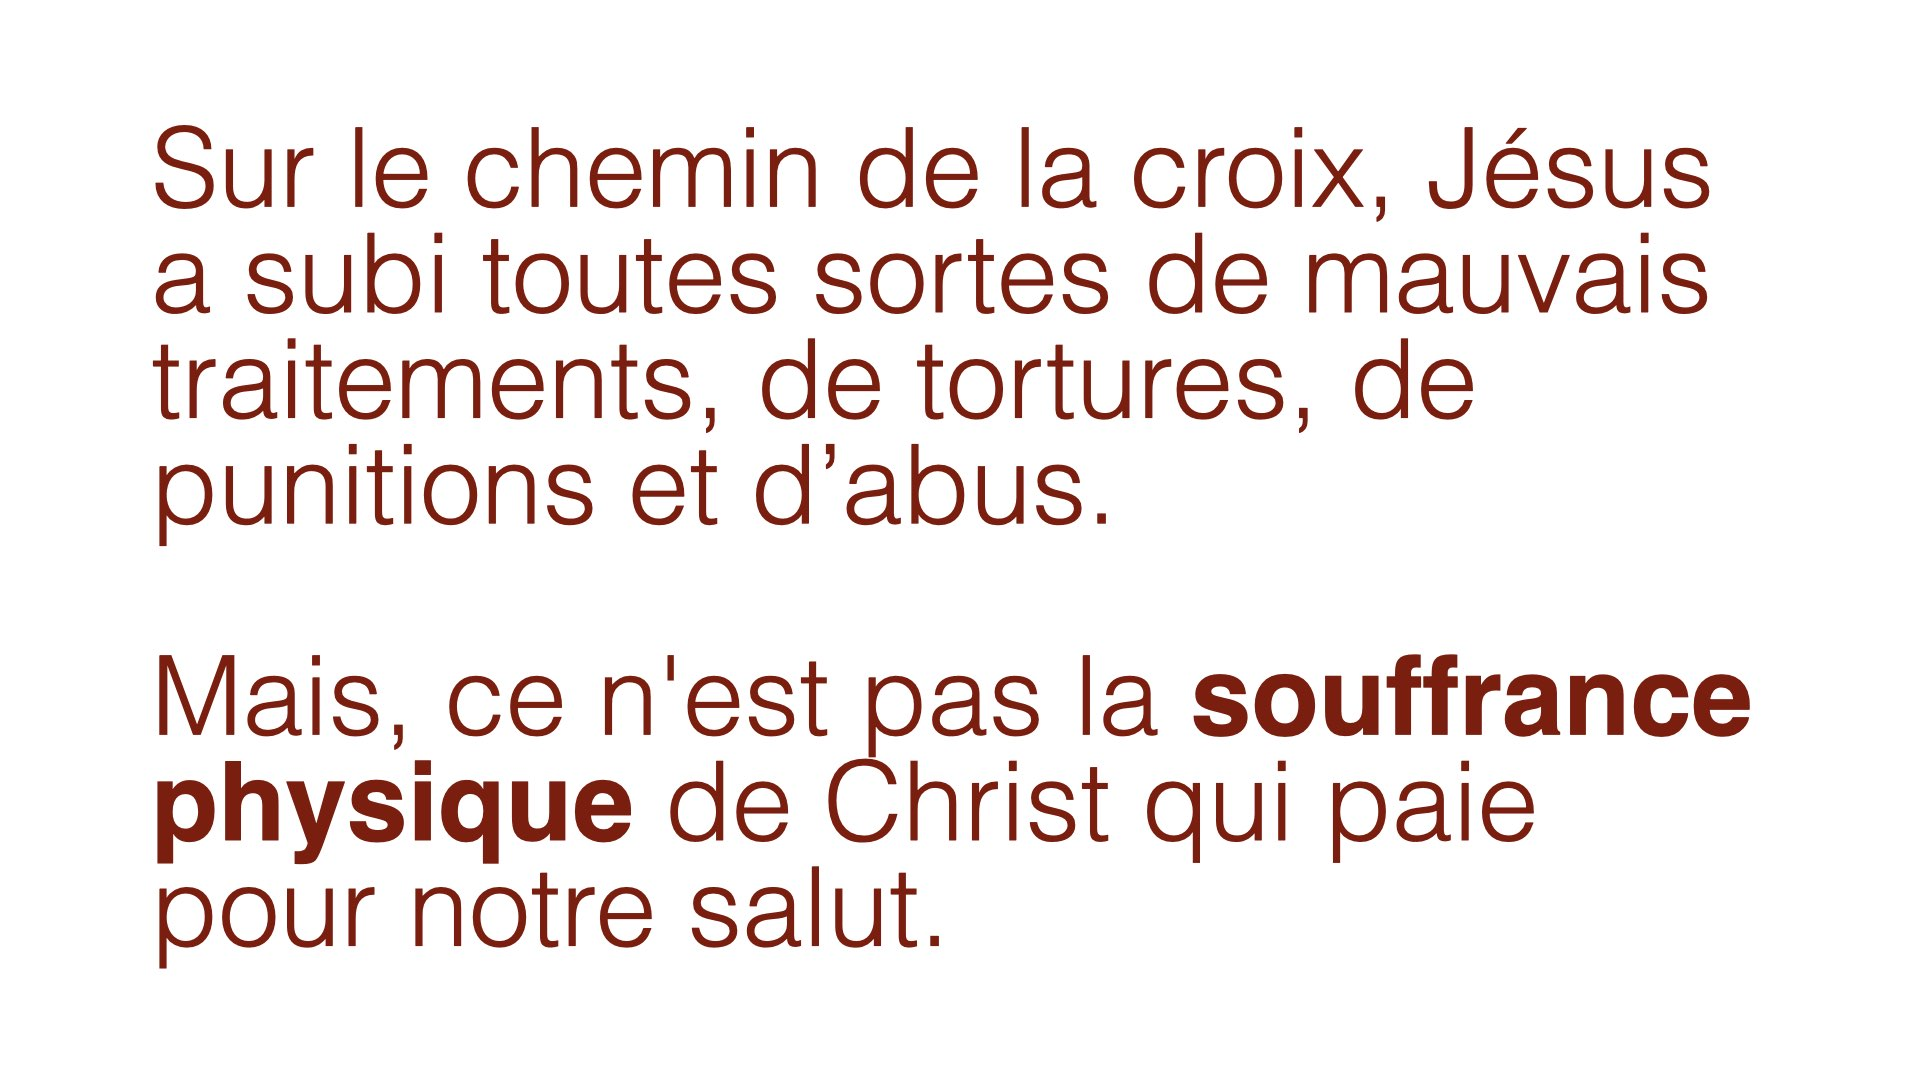 Sur le chemin de la croix, Jésus
a subi toutes sortes de mauvais
traitements, de tortures, de
punitions et d’abus.
Mais, ce n'est pas la souffrance
physique de Christ qui paie
pour notre salut.